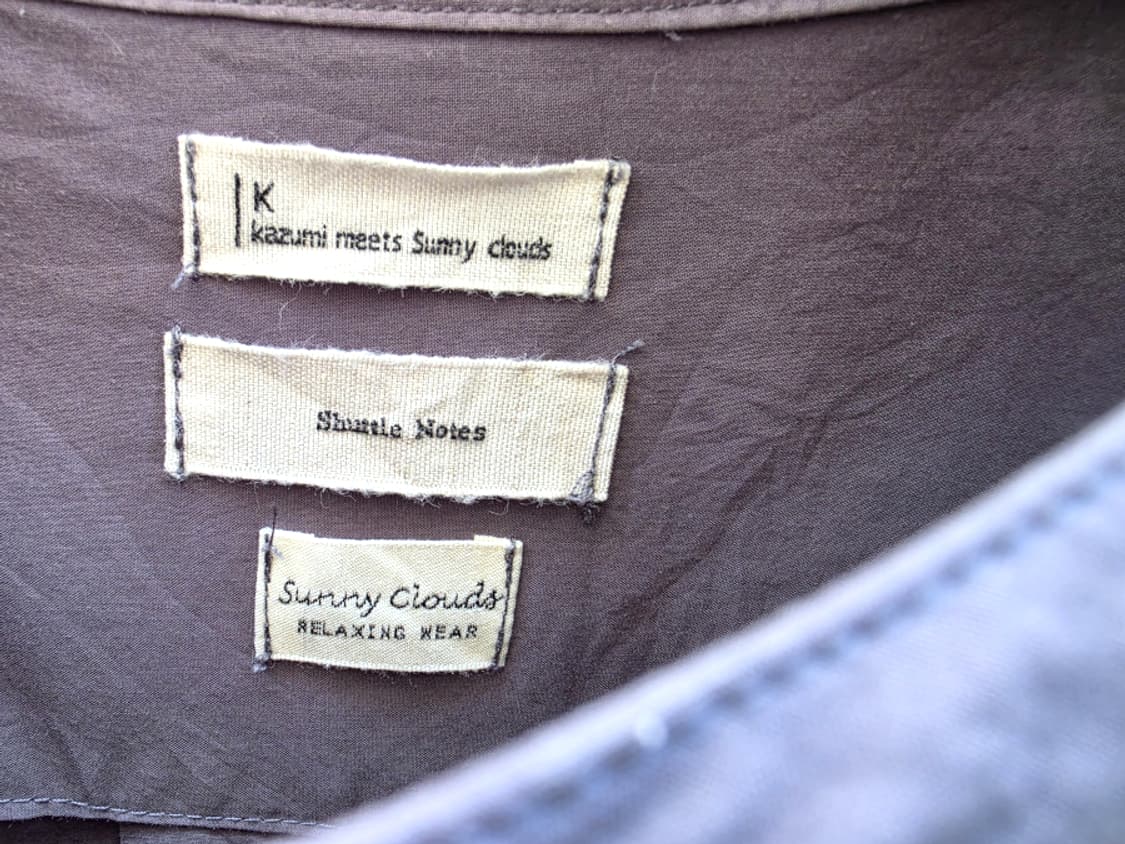 K
kazumi meets Sunny clouds
Shuttle Notes
Sunny Clouds
RELAXING WEAR